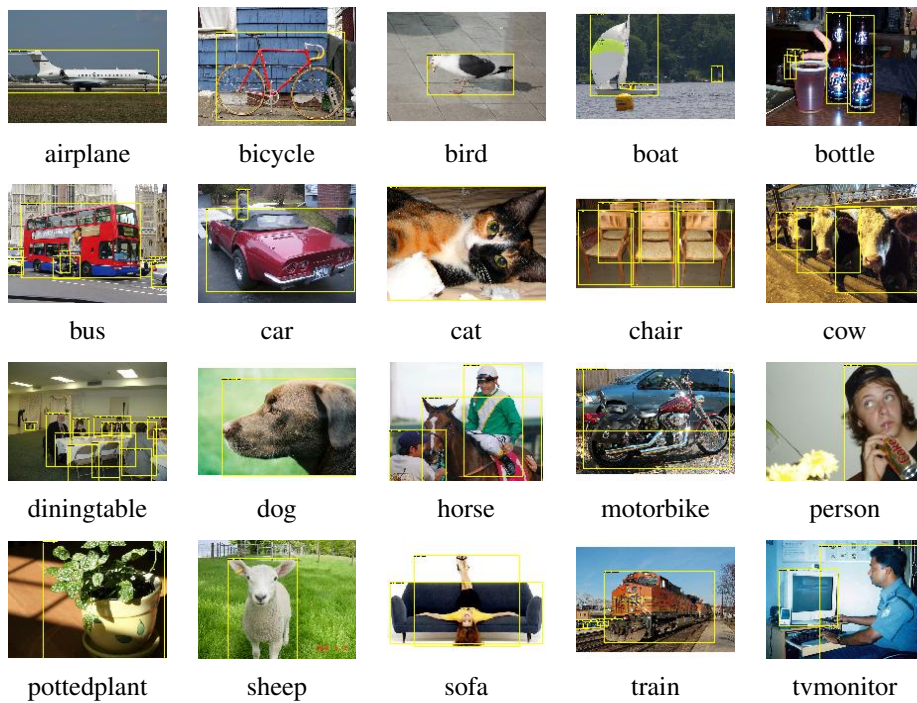 airplane bicycle bird boat bottle
bus car cat chair cow
diningtable dog horse motorbike person
pottedplant sheep sofa train tvmonitor